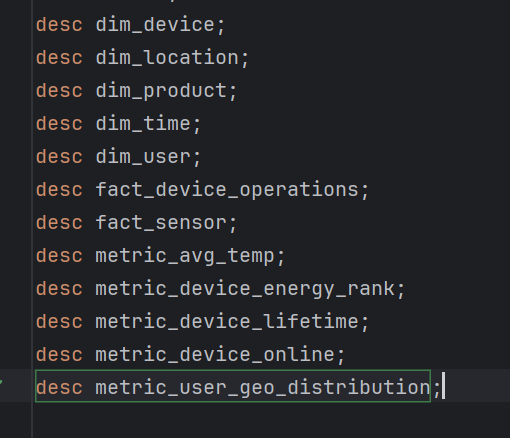 desc dim_device;
desc dim_location;
desc dim_product;
desc dim_time;
desc dim_user;
desc fact_device_operations;
desc fact_sensor;
desc metric_avg_temp;
desc metric_device_energy_rank;
desc metric_device_lifetime;
desc metric_device_online;
desc metric_user_geo_distribution;